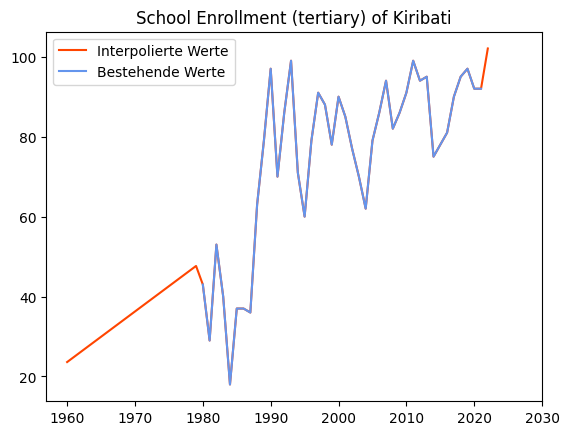 School Enrollment (tertiary) of Kiribati
Interpolierte Werte
Bestehende Werte
100
80
60
40
20
1960 1970 1980 1990 2000 2010 2020 2030